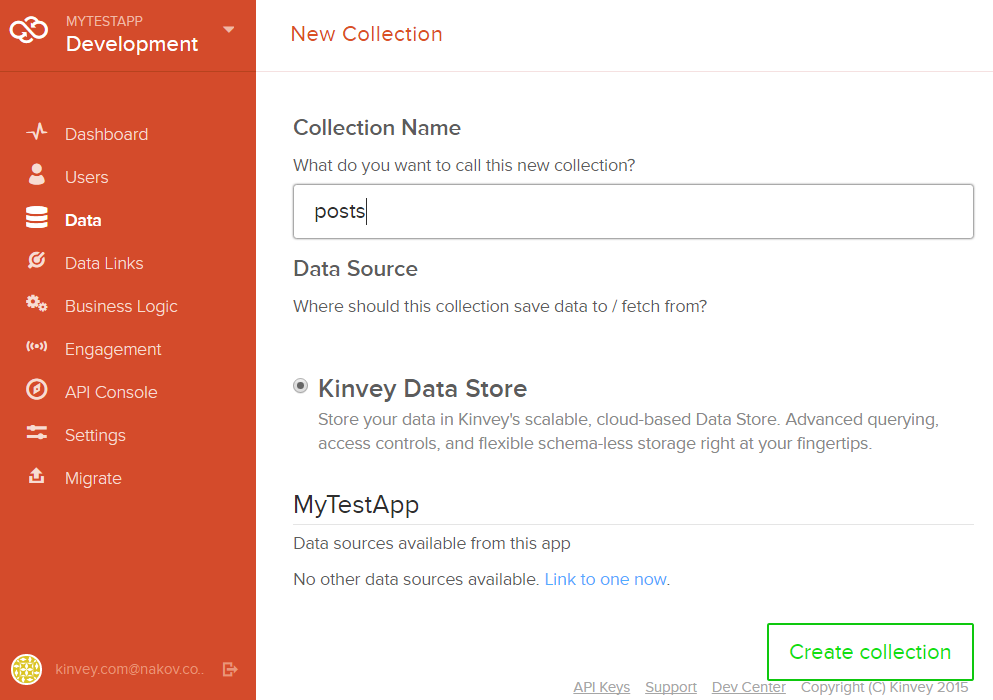 MYTESTAPP
Development
Dashboard
Users
Data
Data Links
Business Logic
Engagement
API Console
Settings
Migrate
kinvey.com@nakov.co..
New Collection
Collection Name
What do you want to call this new collection?
posts
Data Source
Where should this collection save data to / fetch from?
Kinvey Data Store
Store your data in Kinvey's scalable, cloud-based Data Store. Advanced querying,
access controls, and flexible schema-less storage right at your fingertips.
MyTestApp
Data sources available from this app
No other data sources available. Link to one now.
Create collection
API Keys Support Dev Center Copyright (C) Kinvey 2015